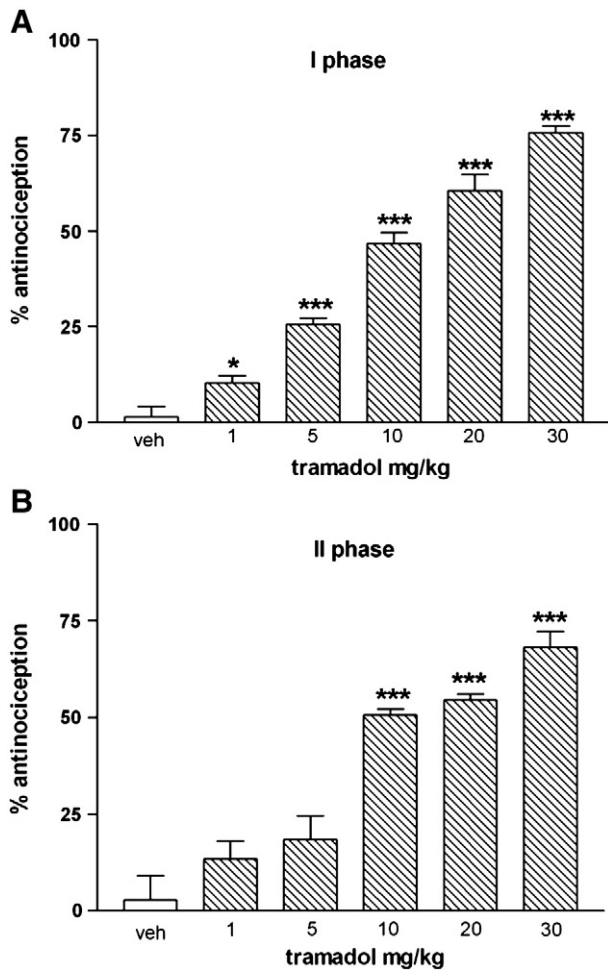 A
100
I phase
75
50
25
0
% antinociception
*
***
***
***
***
veh 1 5 10 20 30
tramadol mg/kg
B
100
II phase
75
50
25
0
% antinociception
***
***
***
veh 1 5 10 20 30
tramadol mg/kg